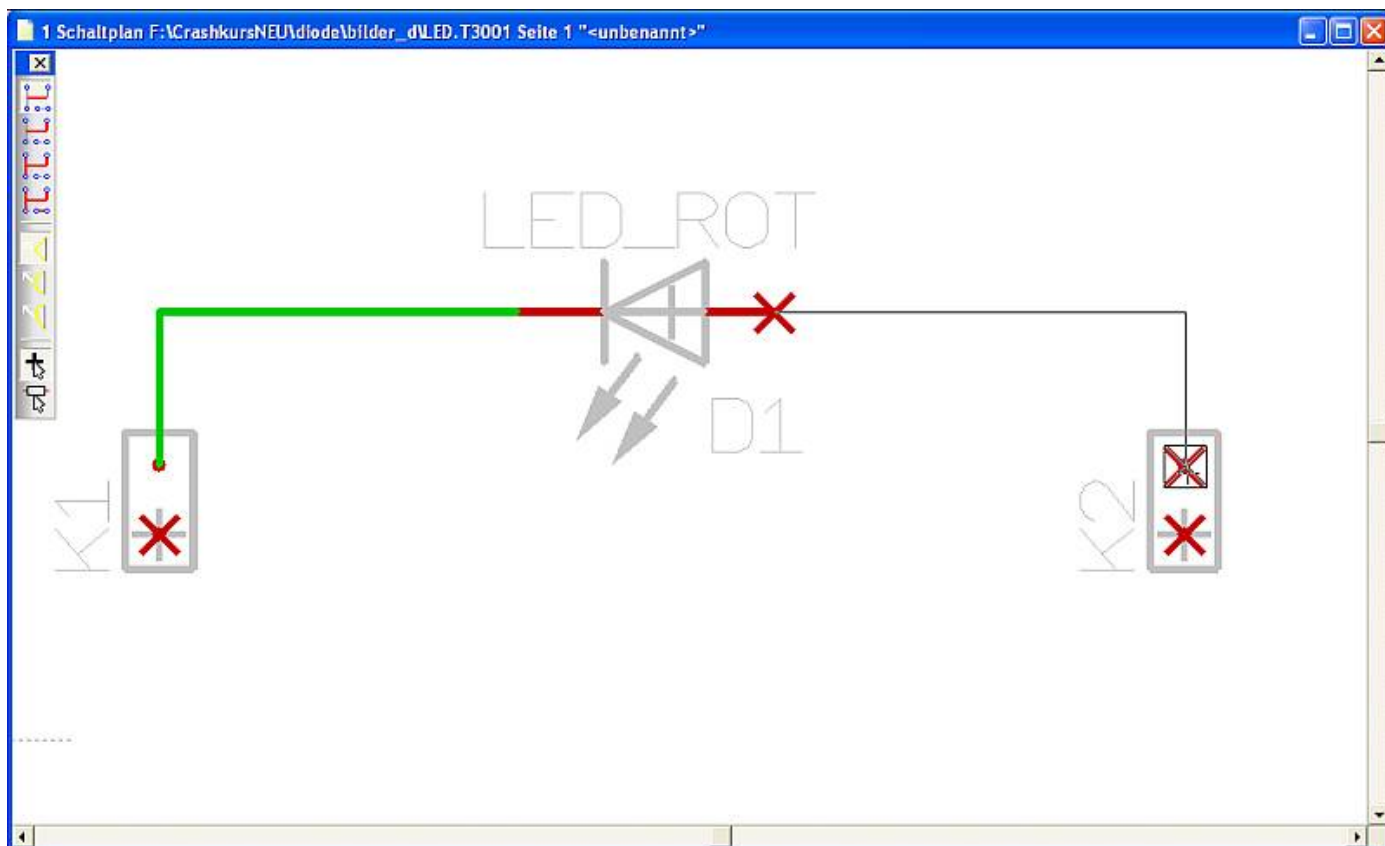 1 Schaltplan F:\CrashkursNEU\diode\bilder_d\LED.T3001 Seite 1 "<unbenannt>"
LED_ROT
D1
K1
K2